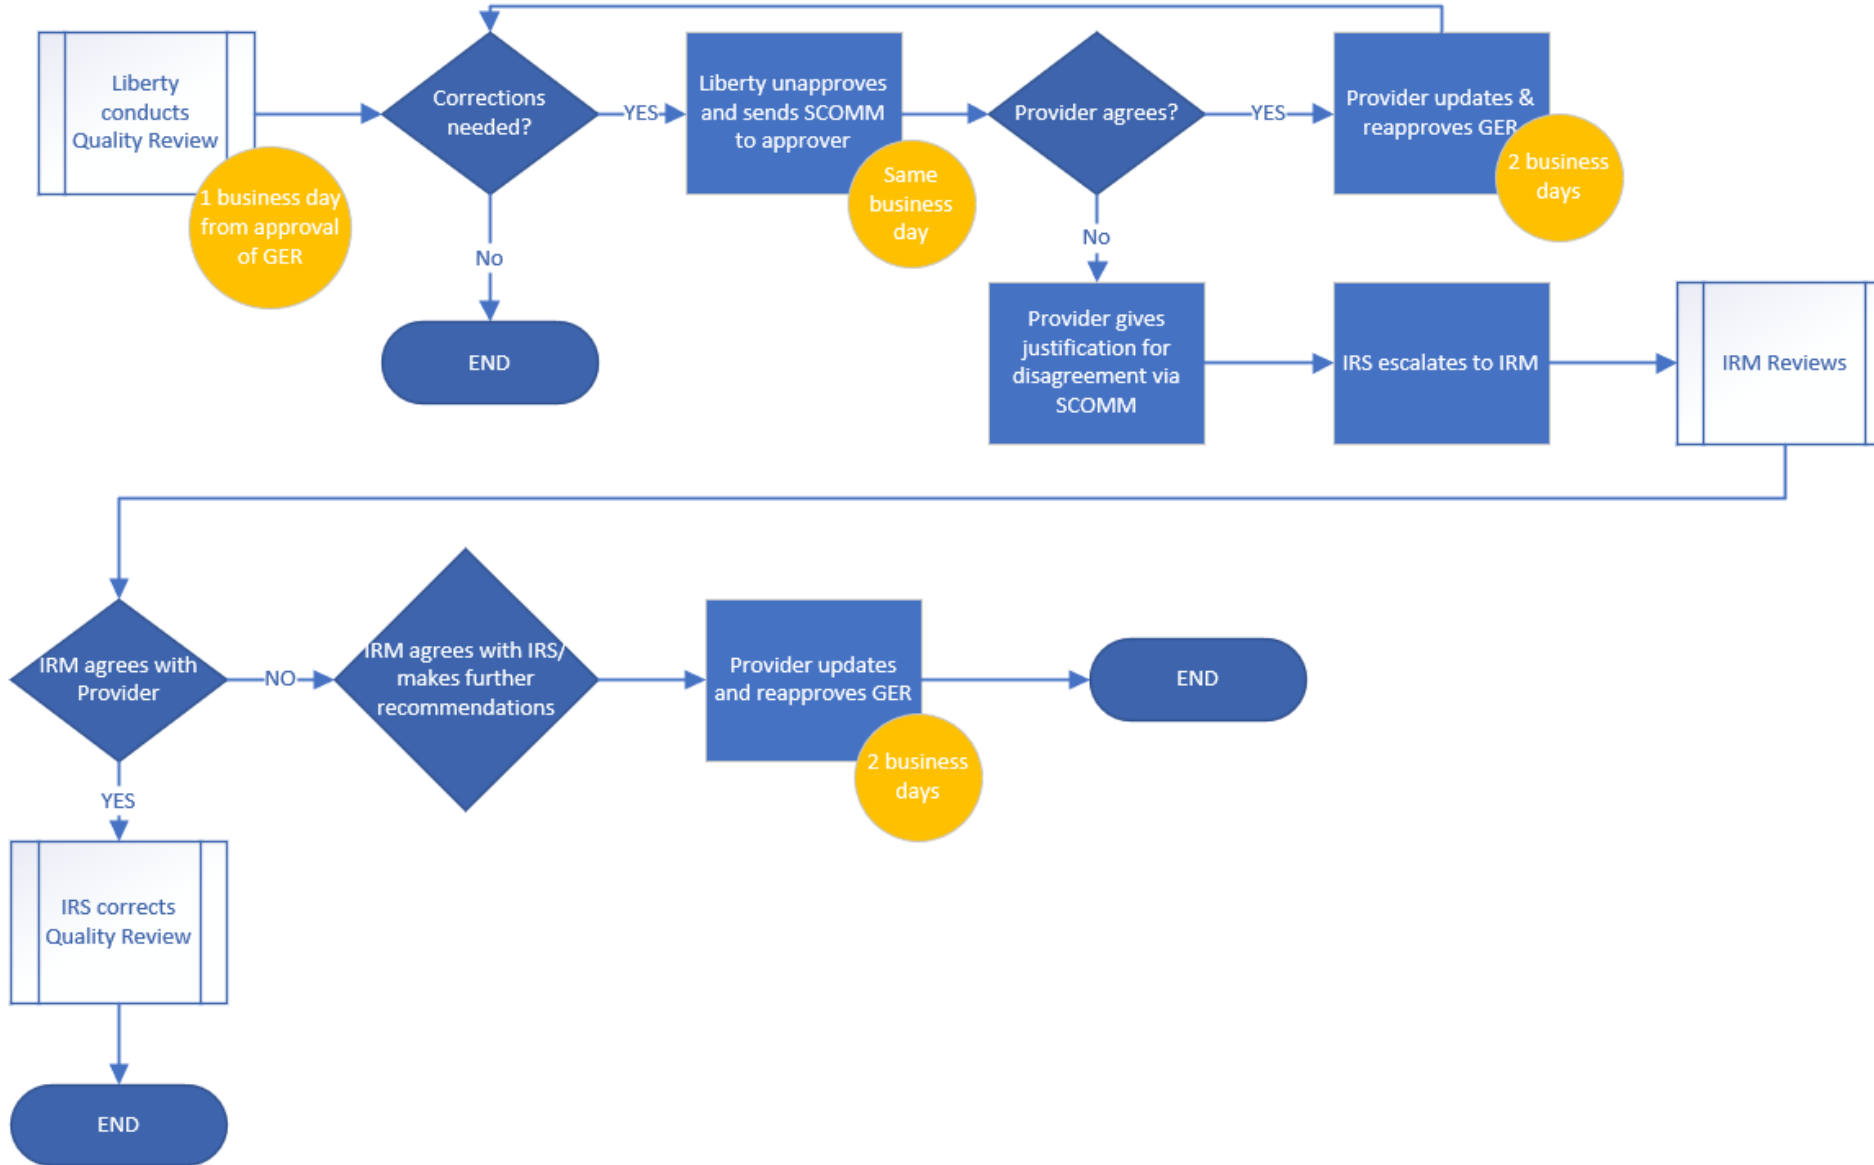 Liberty
conducts
Quality Review
1 business day
from approval
of GER
Corrections
needed?
YES
No
END
Liberty unapproves
and sends SCOMM
to approver
Same
business
day
Provider agrees?
YES
No
Provider updates &
reapproves GER
2 business
days
Provider gives
justification for
disagreement via
SCOMM
IRS escalates to IRM
IRM Reviews
IRM agrees with
Provider
NO
YES
IRM agrees with IRS/
makes further
recommendations
Provider updates
and reapproves GER
2 business
days
END
IRS corrects
Quality Review
END